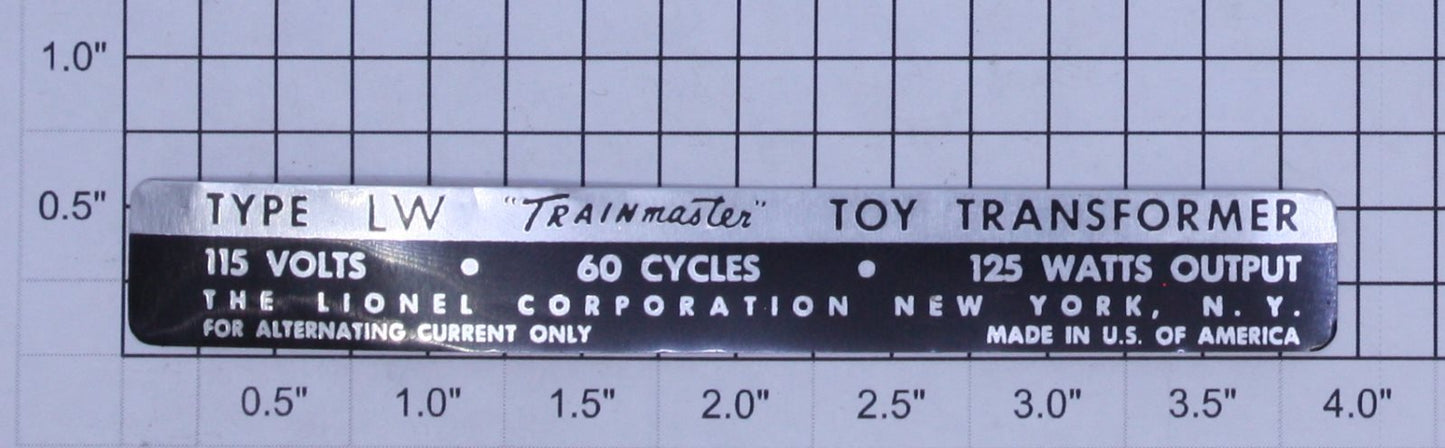 1.0"
0.5"
TYPE LW "TRAINmaster" TOY TRANSFORMER
115 VOLTS • 60 CYCLES • 125 WATTS OUTPUT
THE LIONEL CORPORATION NEW YORK, N. Y.
FOR ALTERNATING CURRENT ONLY MADE IN U.S. OF AMERICA
0.5" 1.0" 1.5" 2.0" 2.5" 3.0" 3.5" 4.0"